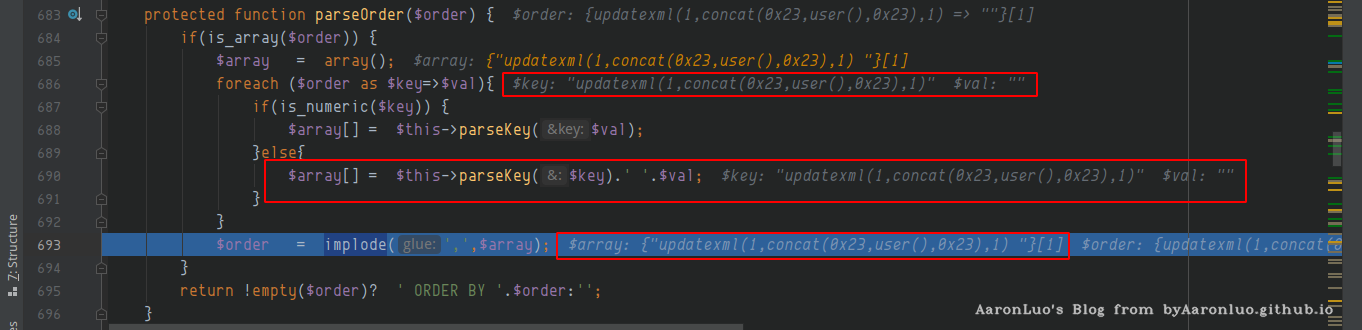 683 protected function parseOrder($order) { $order: {updatexml(1,concat(0x23,user(),0x23),1) => ""}[1]
684 if(is_array($order)) {
685 $array = array(); $array: {"updatexml(1,concat(0x23,user(),0x23),1) "}[1]
686 foreach ($order as $key=>$val){ $key: "updatexml(1,concat(0x23,user(),0x23),1)" $val: ""
687 if(is_numeric($key)) {
688 $array[] = $this->parseKey( &key: $val);
689 }else{
690 $array[] = $this->parseKey( &: $key).' '.$val; $key: "updatexml(1,concat(0x23,user(),0x23),1)" $val: ""
691 }
692 }
693 $order = implode( glue: ',',$array); $array: {"updatexml(1,concat(0x23,user(),0x23),1) "}[1] $order: {updatexml(1,concat(
694 }
695 return !empty($order)? ' ORDER BY '.$order:'';
696 }
7: Structure
AaronLuo's Blog from byAaronluo.github.io